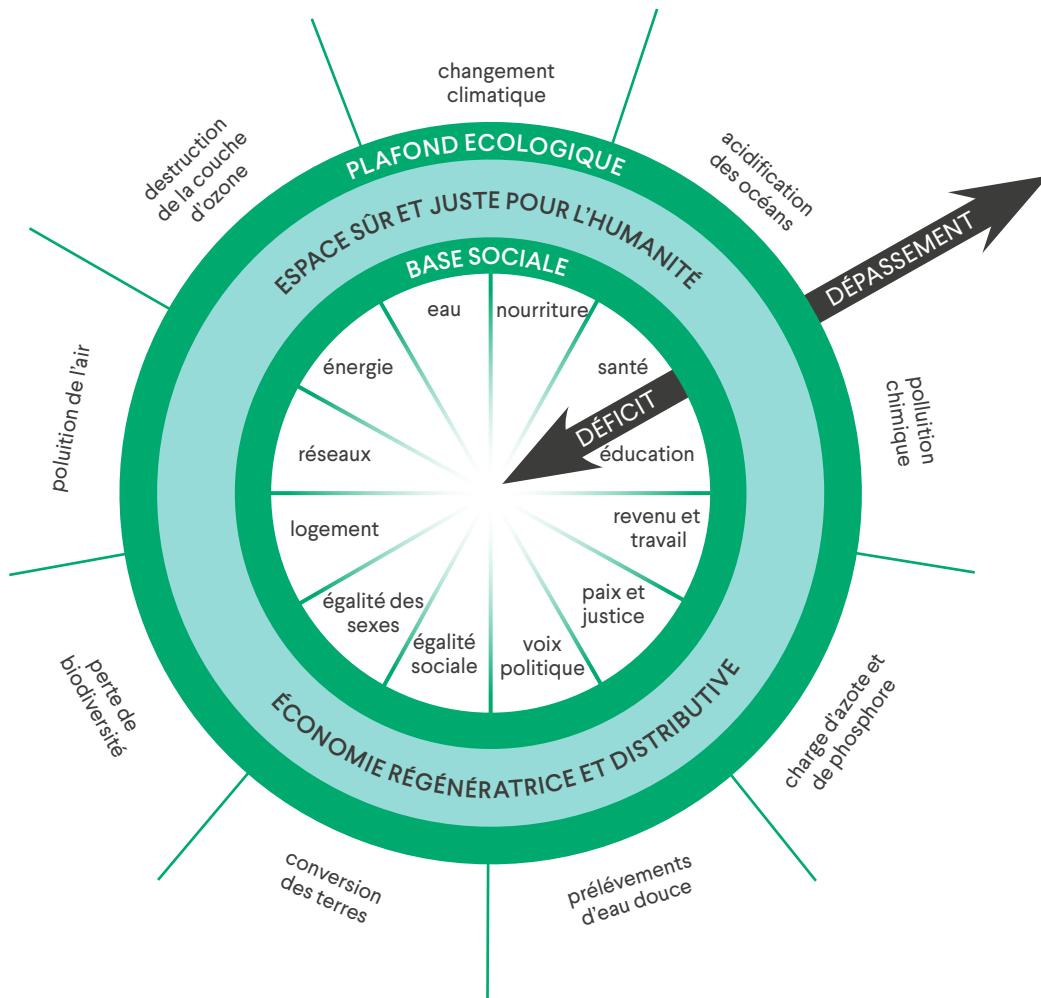 changement
climatique
acidification
des océans
DÉPASSEMENT
polluition
chimique
charge d'azote et
de phosphore
prélévements
d'eau douce
conversion
des terres
perte de
biodiversité
poluition de l'air
destruction
de la couche
d'ozone
PLAFOND ECOLOGIQUE
ESPACE SÛR ET JUSTE POUR L'HUMANITÉ
BASE SOCIALE
eau
nourriture
énergie
santé
DÉFICIT
réseaux
éducation
logement
revenu et
travail
égalité des
sexes
paix et
justice
égalité
sociale
voix
politique
ÉCONOMIE RÉGÉNÉRATRICE ET DISTRIBUTIVE